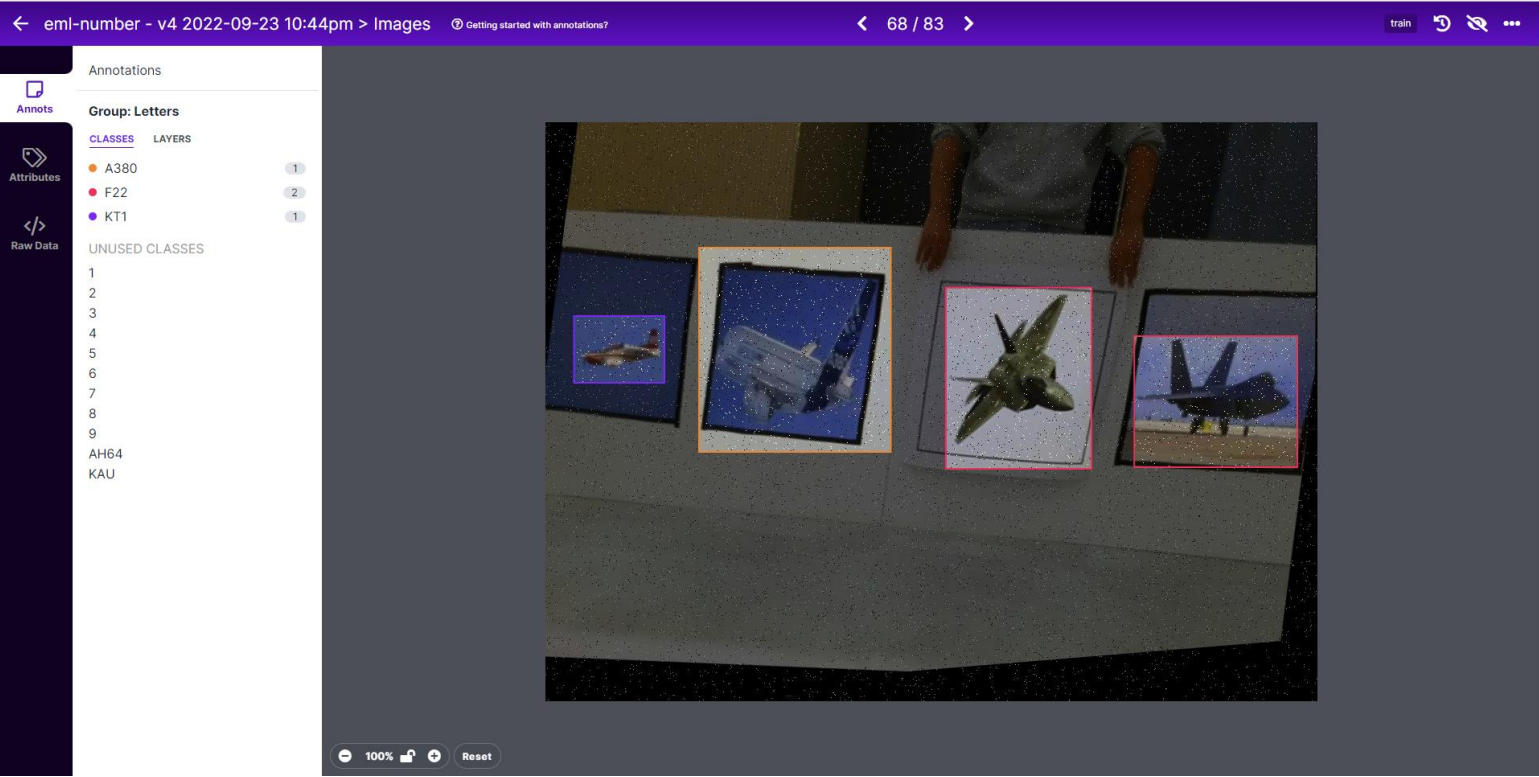 eml-number - v4 2022-09-23 10:44pm > Images
Getting started with annotations?
68 / 83
train
Annots
Attributes
Raw Data
Annotations
Group: Letters
CLASSES LAYERS
A380 1
F22 2
KT1 1
UNUSED CLASSES
1
2
3
4
5
6
7
8
9
AH64
KAU
100%
Reset